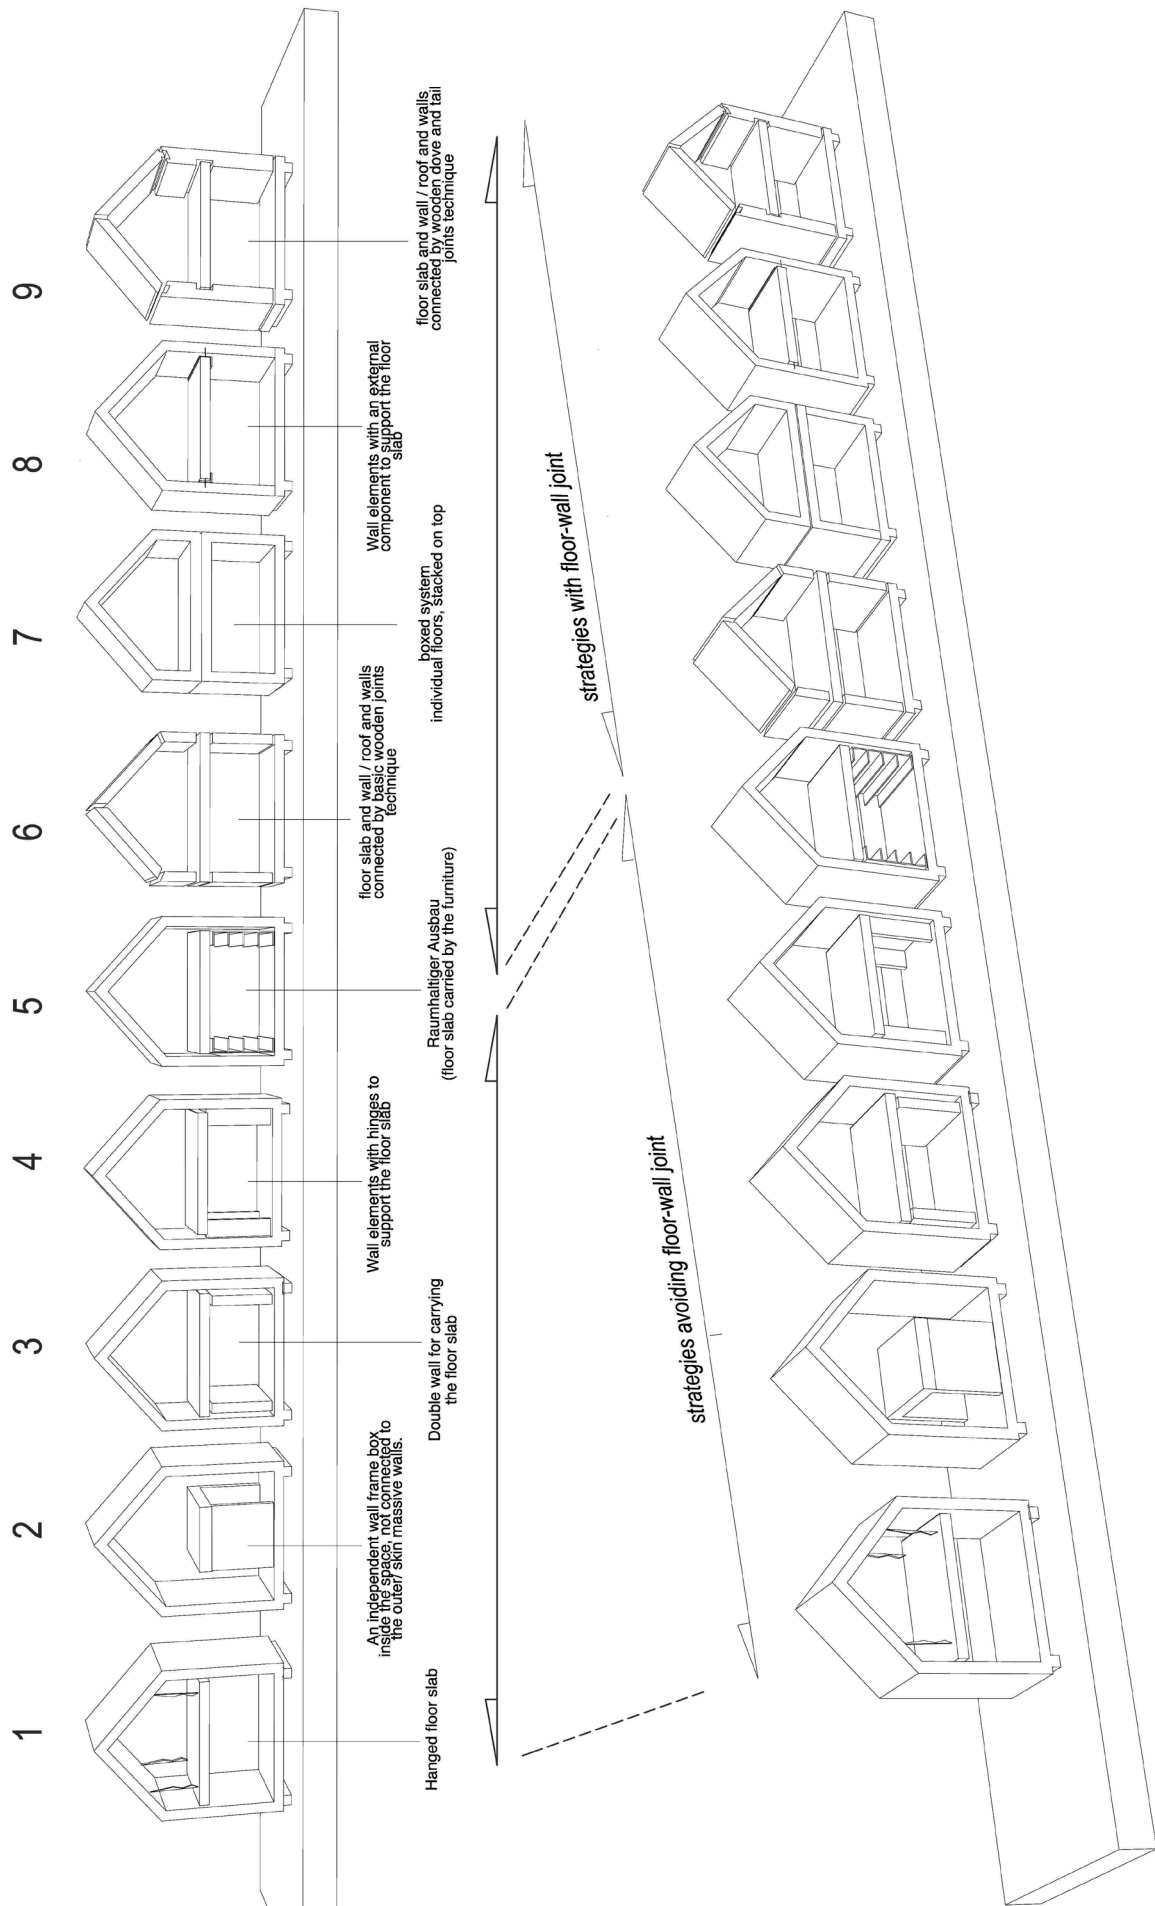 1
2
3
4
5
6
7
8
9
Hanged floor slab
An independent wall frame box
inside the space, not connected to
the outer/ skin massive walls.
Double wall for carrying
the floor slab
Wall elements with hinges to
support the floor slab
Raumhaltiger Ausbau
(floor slab carried by the furniture)
floor slab and wall / roof and walls
connected by basic wooden joints
technique
boxed system
individual floors, stacked on top
Wall elements with an external
component to support the floor
slab
floor slab and wall / roof and walls
connected by wooden dove and tail
joints technique
strategies avoiding floor-wall joint
strategies with floor-wall joint